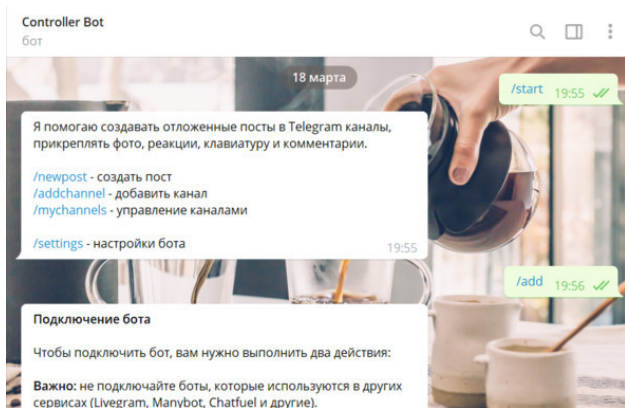 Controller Bot
бот
18 марта
/start 19:55
Я помогаю создавать отложенные посты в Telegram каналы,
прикреплять фото, реакции, клавиатуру и комментарии.
/newpost - создать пост
/addchannel - добавить канал
/mychannels - управление каналами
/settings - настройки бота
19:55
/add 19:56
Подключение бота
Чтобы подключить бот, вам нужно выполнить два действия:
Важно: не подключайте боты, которые используются в других
сервисах (Livegram, Manybot, Chatfuel и другие).